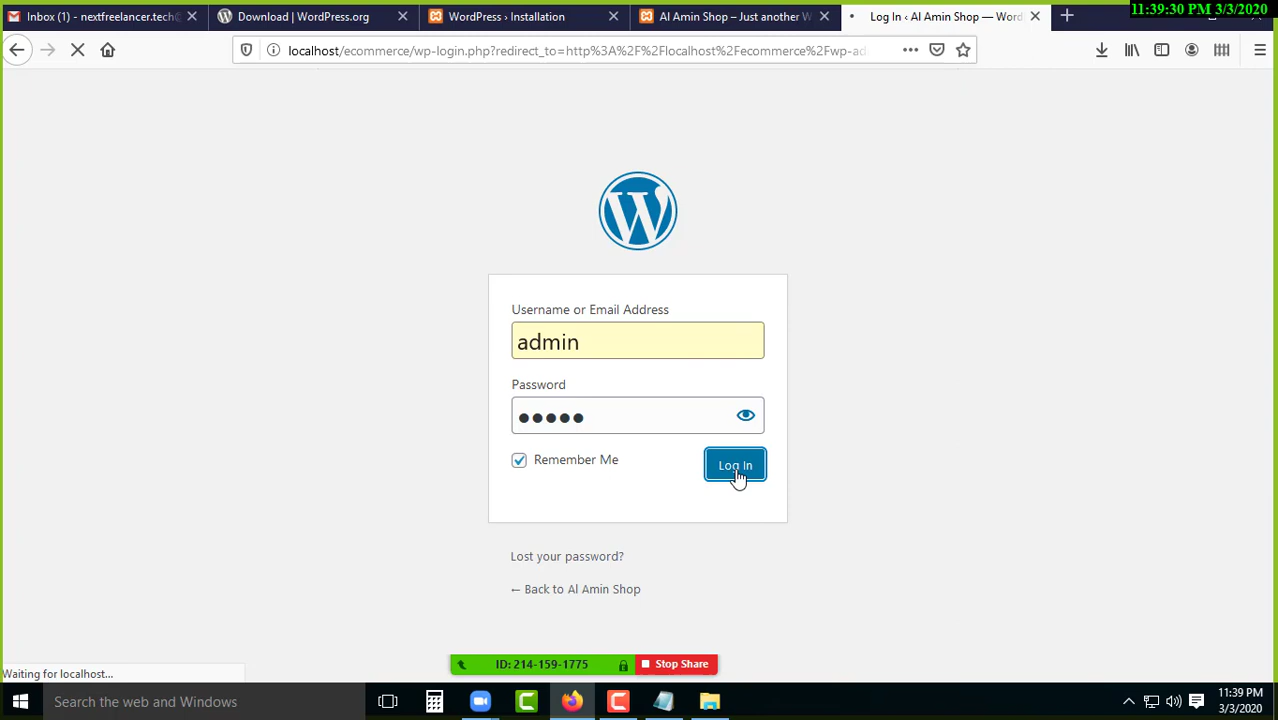 11:39:30 PM 3/3/2020
Inbox (1) - nextfreelancer.tech@
Download | WordPress.org
WordPress › Installation
Al Amin Shop – Just another W
Log In ‹ Al Amin Shop — Word
localhost/ecommerce/wp-login.php?redirect_to=http%3A%2F%2Flocalhost%2Fecommerce%2Fwp-ad
Username or Email Address
admin
Password
Remember Me
Log In
Lost your password?
← Back to Al Amin Shop
ID: 214-159-1775
Stop Share
Waiting for localhost...
Search the web and Windows
11:39 PM
3/3/2020